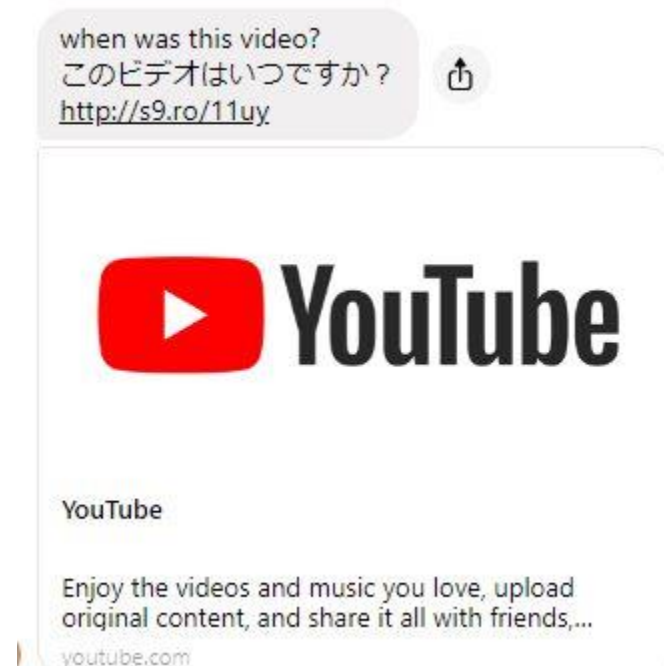 when was this video?
このビデオはいつですか？
http://s9.ro/11uy
YouTube
YouTube
Enjoy the videos and music you love, upload
original content, and share it all with friends,...
youtube.com